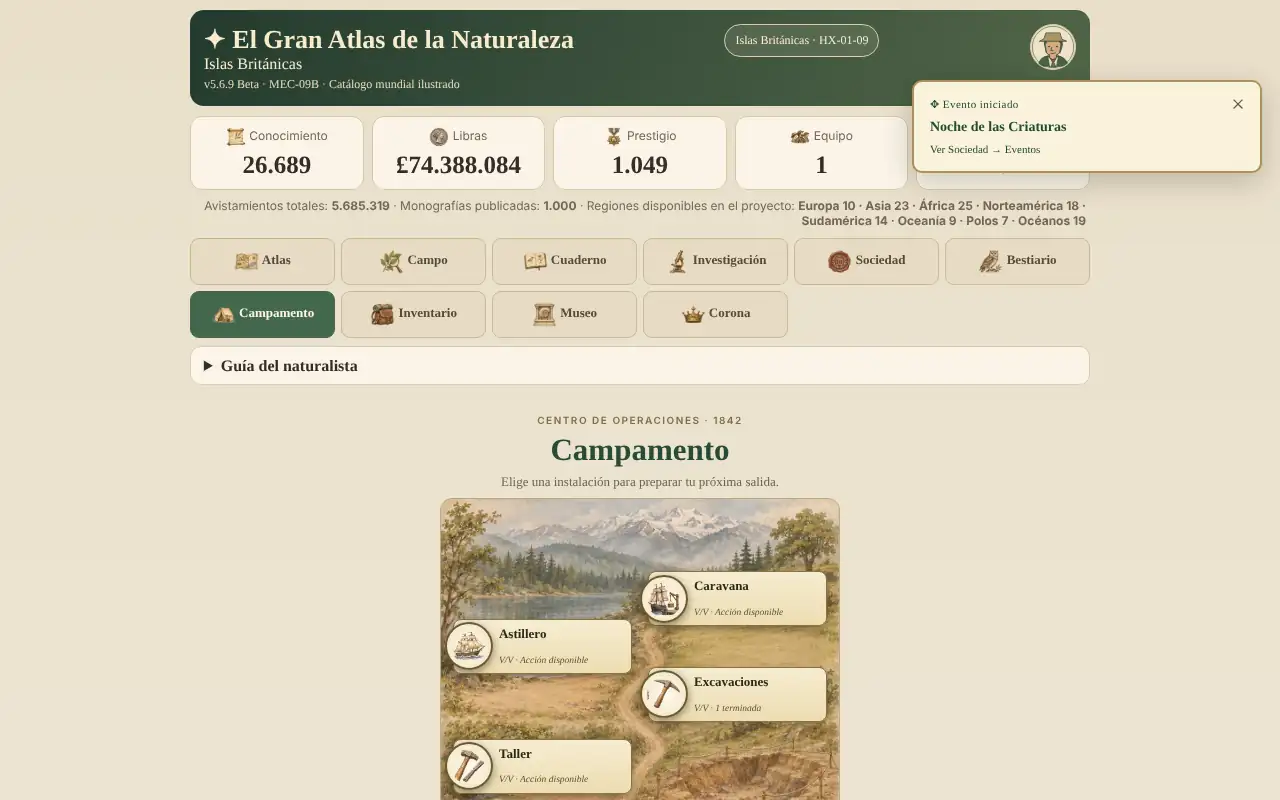 ✦ El Gran Atlas de la Naturaleza
Islas Británicas
v5.6.9 Beta · MEC-09B · Catálogo mundial ilustrado
Islas Británicas · HX-01-09
✥ Evento iniciado
Noche de las Criaturas
Ver Sociedad → Eventos
Conocimiento
26.689
Libras
£74.388.084
Prestigio
1.049
Equipo
1
Avistamientos totales: 5.685.319 · Monografías publicadas: 1.000 · Regiones disponibles en el proyecto: Europa 10 · Asia 23 · África 25 · Norteamérica 18 ·
Sudamérica 14 · Oceanía 9 · Polos 7 · Océanos 19
Atlas
Campo
Cuaderno
Investigación
Sociedad
Bestiario
Campamento
Inventario
Museo
Corona
▶ Guía del naturalista
CENTRO DE OPERACIONES · 1842
Campamento
Elige una instalación para preparar tu próxima salida.
Caravana
V/V · Acción disponible
Astillero
V/V · Acción disponible
Excavaciones
V/V · 1 terminada
Taller
V/V · Acción disponible